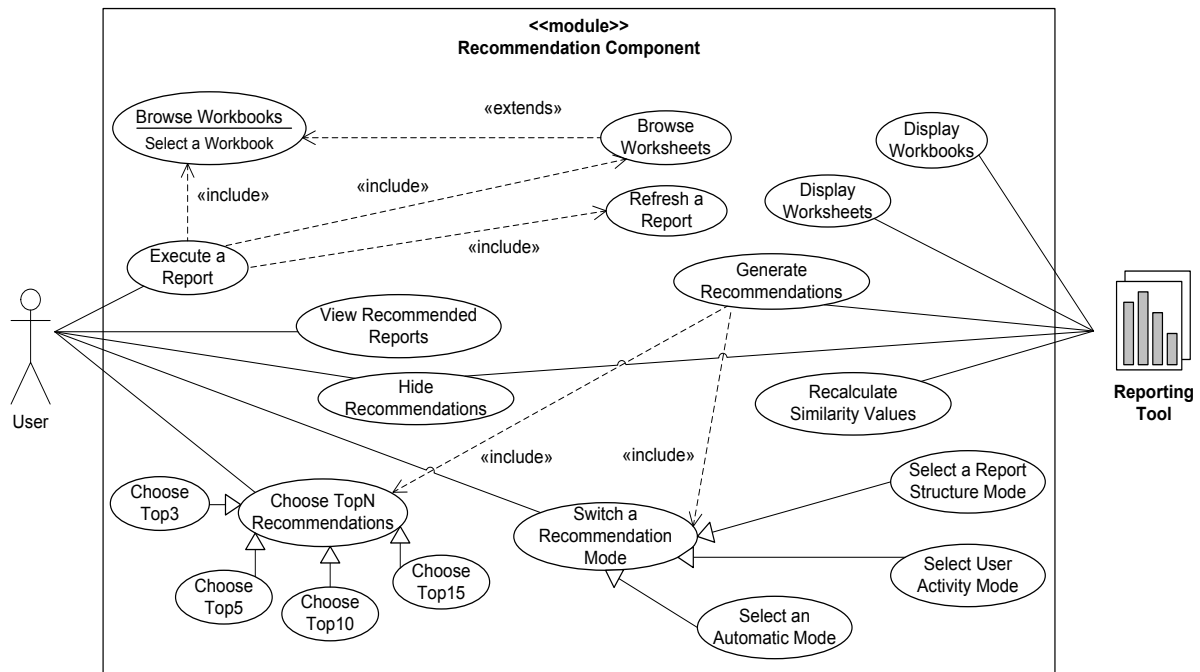 <<module>>
Recommendation Component
Browse Workbooks
Select a Workbook
«extends»
Browse
Worksheets
Display
Workbooks
«include»
«include»
Refresh a
Report
Display
Worksheets
«include»
Execute a
Report
Generate
Recommendations
View Recommended
Reports
Hide
Recommendations
Recalculate
Similarity Values
User
Reporting
Tool
«include»
«include»
Choose
Top3
Choose TopN
Recommendations
Switch a
Recommendation
Mode
Select a Report
Structure Mode
Choose
Top5
Choose
Top10
Choose
Top15
Select User
Activity Mode
Select an
Automatic Mode